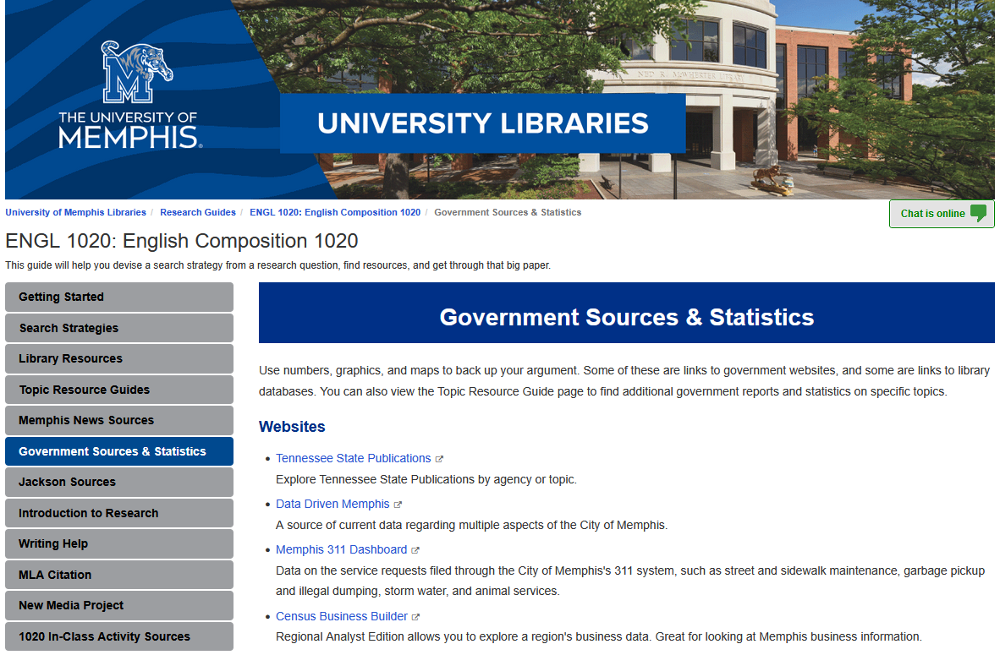 NED R. McWHERTER LIBRARY
M
THE UNIVERSITY OF
MEMPHIS®
UNIVERSITY LIBRARIES
University of Memphis Libraries / Research Guides / ENGL 1020: English Composition 1020 / Government Sources & Statistics
Chat is online
ENGL 1020: English Composition 1020
This guide will help you devise a search strategy from a research question, find resources, and get through that big paper.
Getting Started
Search Strategies
Library Resources
Topic Resource Guides
Memphis News Sources
Government Sources & Statistics
Jackson Sources
Introduction to Research
Writing Help
MLA Citation
New Media Project
1020 In-Class Activity Sources
Government Sources & Statistics
Use numbers, graphics, and maps to back up your argument. Some of these are links to government websites, and some are links to library
databases. You can also view the Topic Resource Guide page to find additional government reports and statistics on specific topics.
Websites
• Tennessee State Publications
Explore Tennessee State Publications by agency or topic.
• Data Driven Memphis
A source of current data regarding multiple aspects of the City of Memphis.
• Memphis 311 Dashboard
Data on the service requests filed through the City of Memphis's 311 system, such as street and sidewalk maintenance, garbage pickup
and illegal dumping, storm water, and animal services.
• Census Business Builder
Regional Analyst Edition allows you to explore a region's business data. Great for looking at Memphis business information.